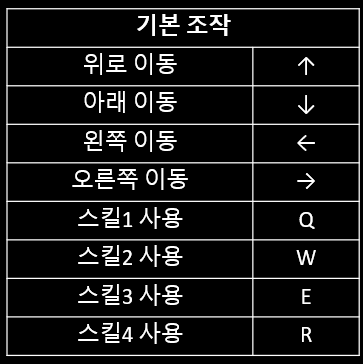 기본 조작
위로 이동 ↑
아래 이동 ↓
왼쪽 이동 ←
오른쪽 이동 →
스킬1 사용 Q
스킬2 사용 W
스킬3 사용 E
스킬4 사용 R